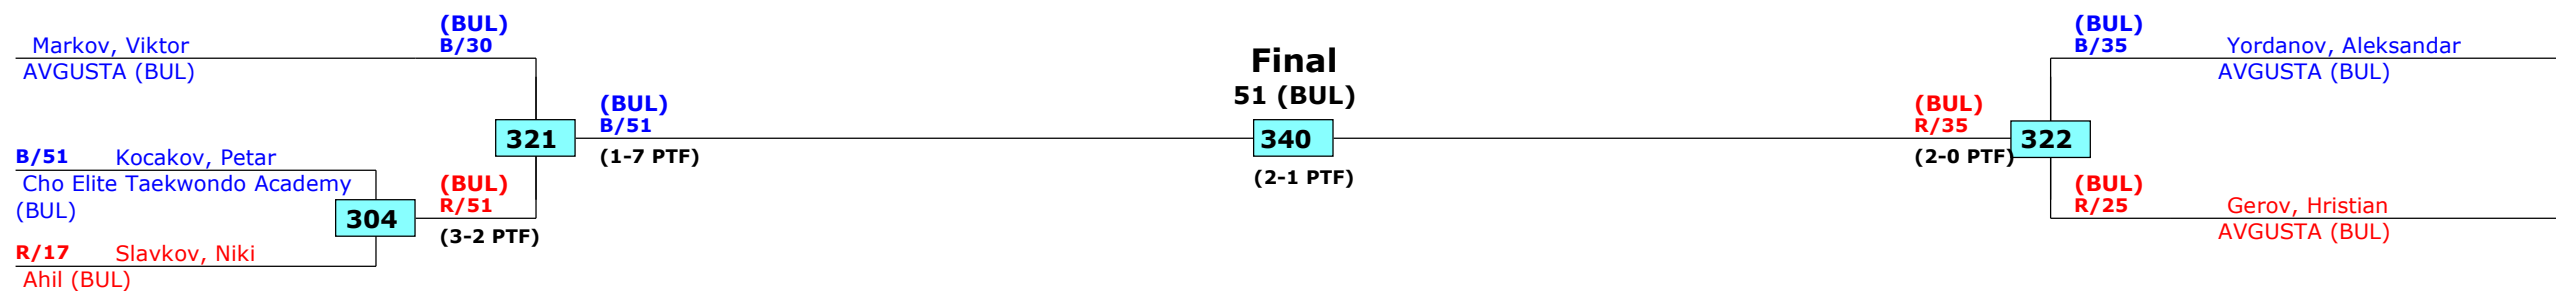 (BUL)
B/30
Markov, Viktor
AVGUSTA (BUL)
B/51 Kocakov, Petar
Cho Elite Taekwondo Academy
(BUL)
R/17 Slavkov, Niki
Ahil (BUL)
304
(BUL)
R/51
(3-2 PTF)
321
(BUL)
B/51
(1-7 PTF)
Final
51 (BUL)
340
(2-1 PTF)
(BUL)
R/35
(2-0 PTF)
322
(BUL)
B/35 Yordanov, Aleksandar
AVGUSTA (BUL)
(BUL)
R/25 Gerov, Hristian
AVGUSTA (BUL)